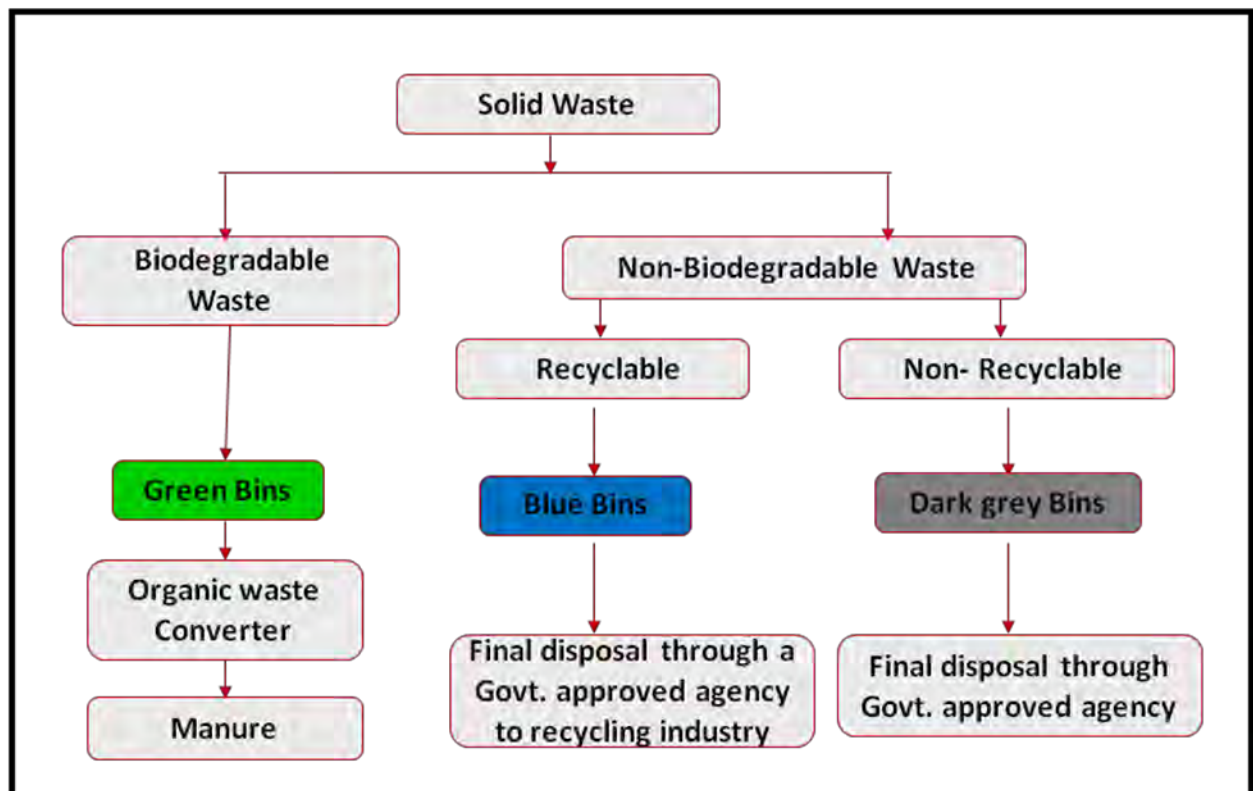 Solid Waste
Biodegradable
Waste
Non-Biodegradable Waste
Recyclable
Non- Recyclable
Green Bins
Blue Bins
Dark grey Bins
Organic waste
Converter
Final disposal through a
Govt. approved agency
to recycling industry
Final disposal through
Govt. approved agency
Manure